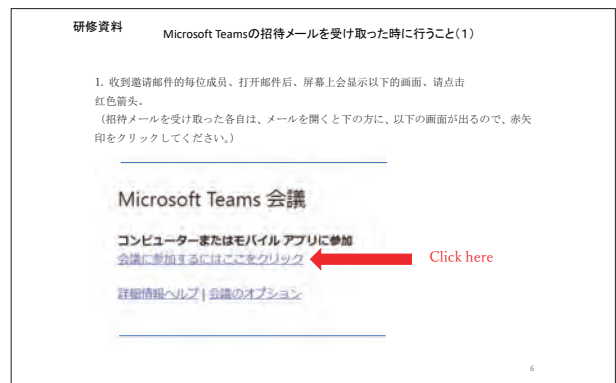 研修資料
Microsoft Teamsの招待メールを受け取った時に行うこと(1)
1. 收到邀请邮件的每位成员、打开邮件后、屏幕上会显示以下的画面、请点击
红色箭头。
(招待メールを受け取った各自は、メールを開くと下の方に、以下の画面が出るので、赤矢
印をクリックしてください。)
Microsoft Teams 会議
コンピューターまたはモバイル アプリに参加
会議に参加するにはここをクリック
Click here
詳細情報ヘルプ | 会議のオプション
6